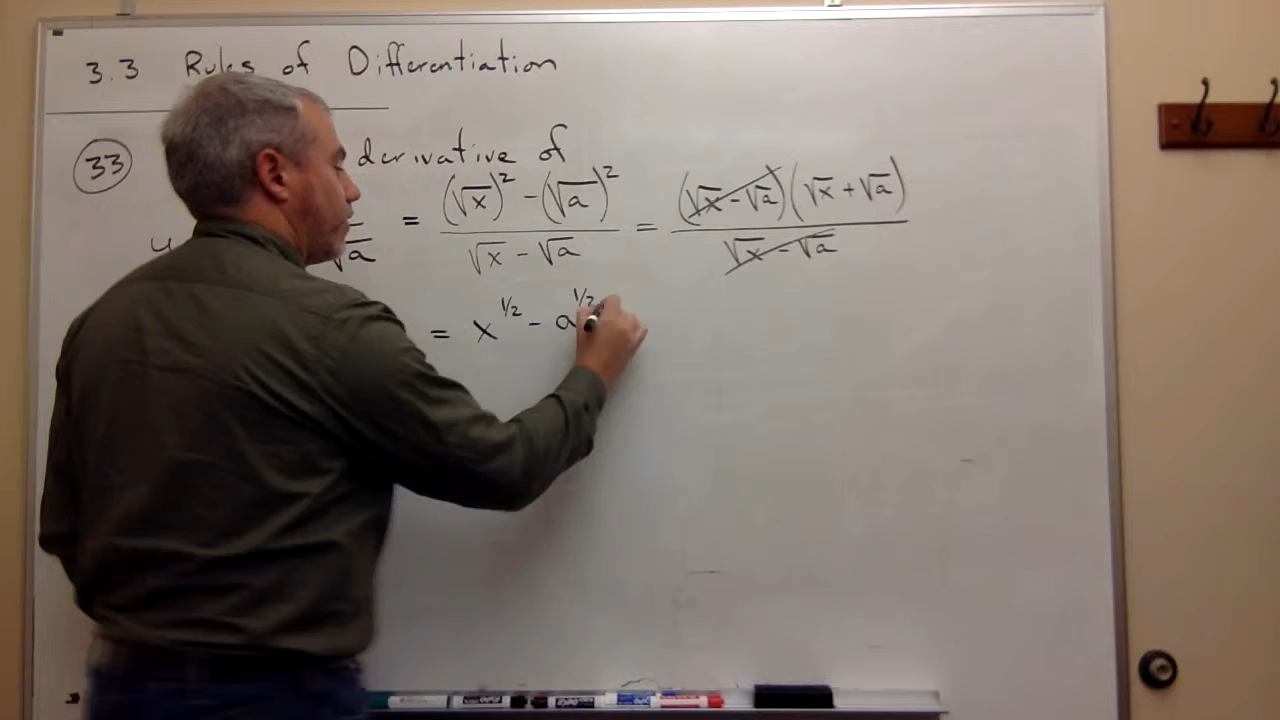 3.3 Rules of Differentiation
33 derivative of
y √a = (√x)² - (√a)² / √x - √a = (√x - √a)(√x + √a) / √x - √a
= x^1/2 - a^1/2